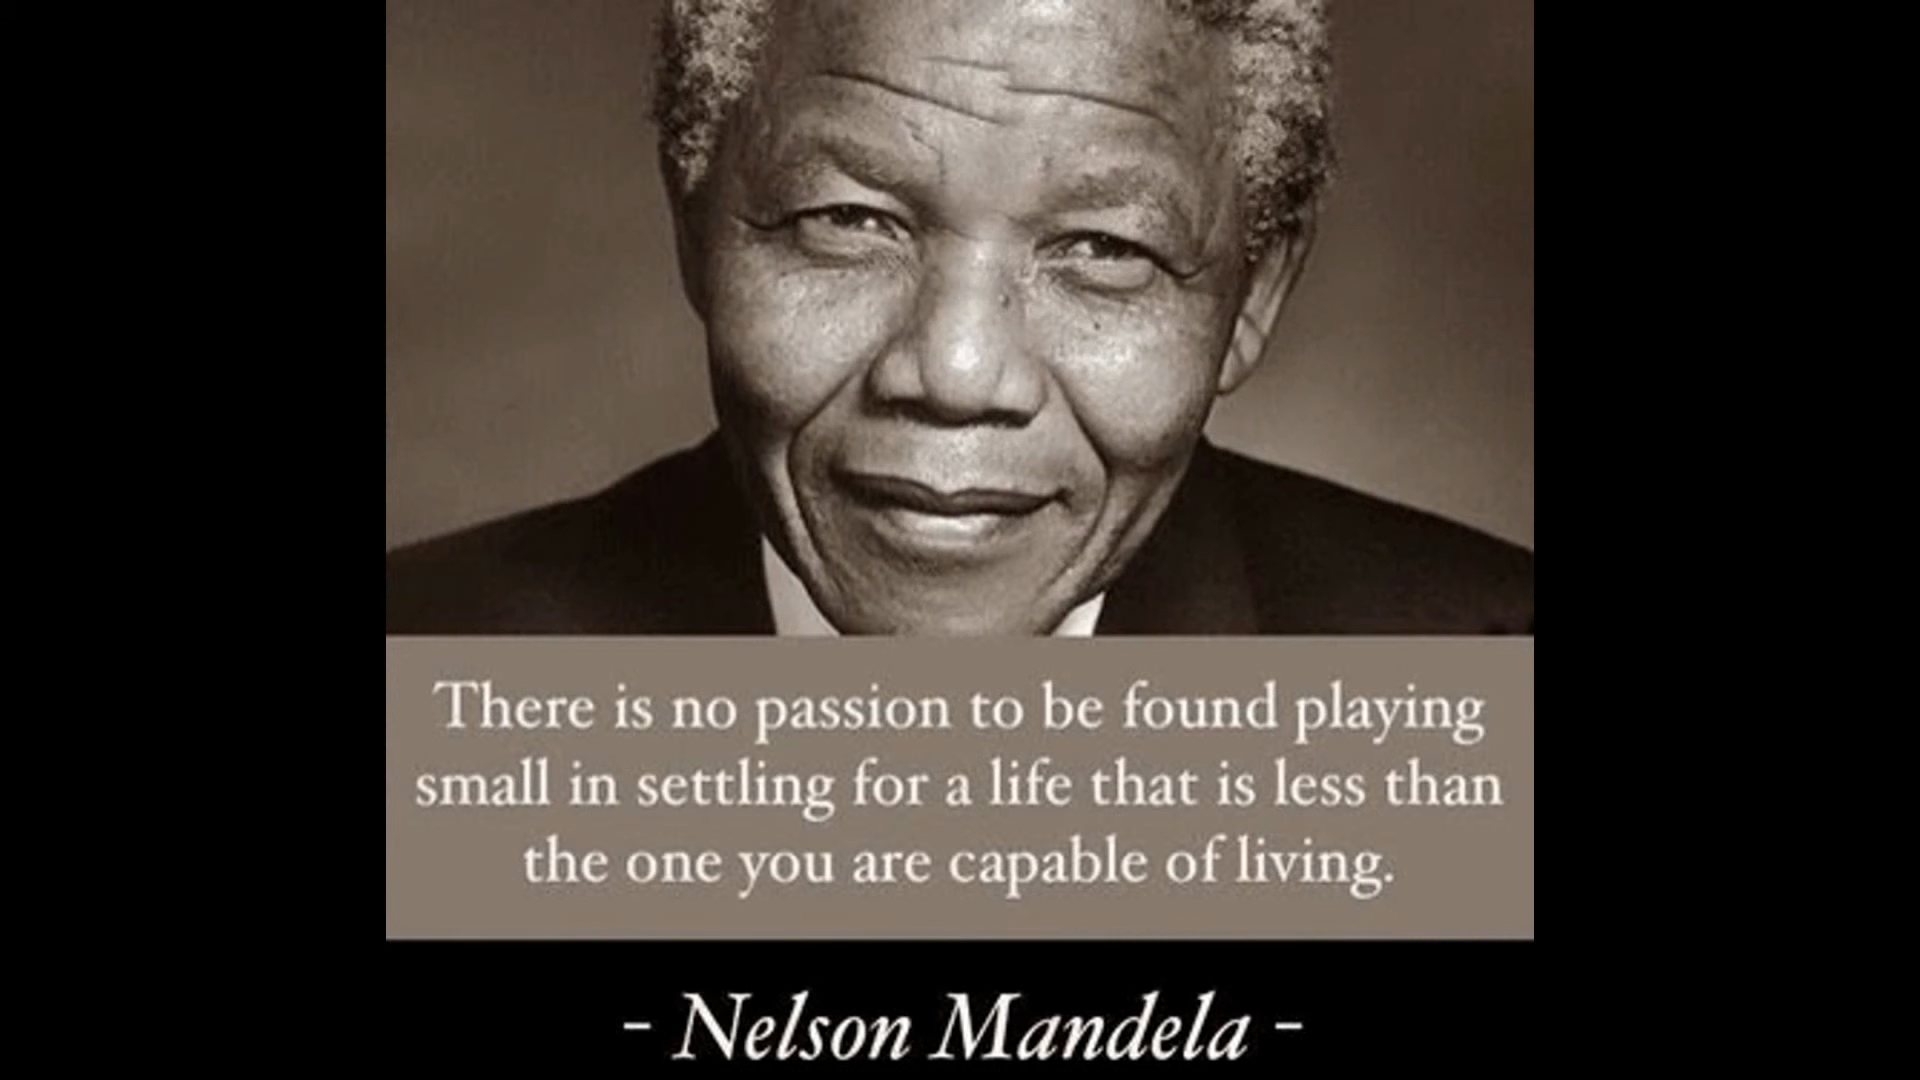 There is no passion to be found playing
small in settling for a life that is less than
the one you are capable of living.
- Nelson Mandela -